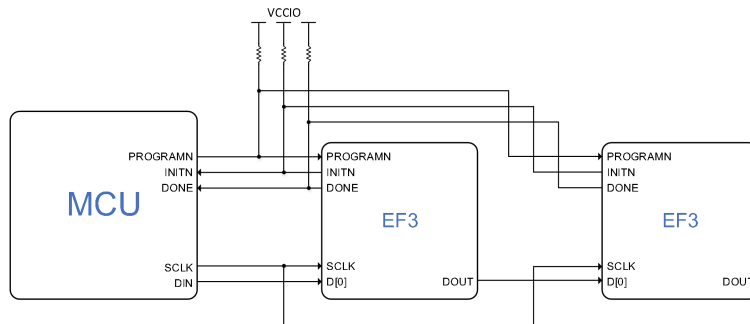 VCCIO
PROGRAMN
INITN
DONE
MCU
SCLK
DIN
PROGRAMN
INITN
DONE
EF3
SCLK
D[0]
DOUT
PROGRAMN
INITN
DONE
EF3
SCLK
D[0]
DOUT